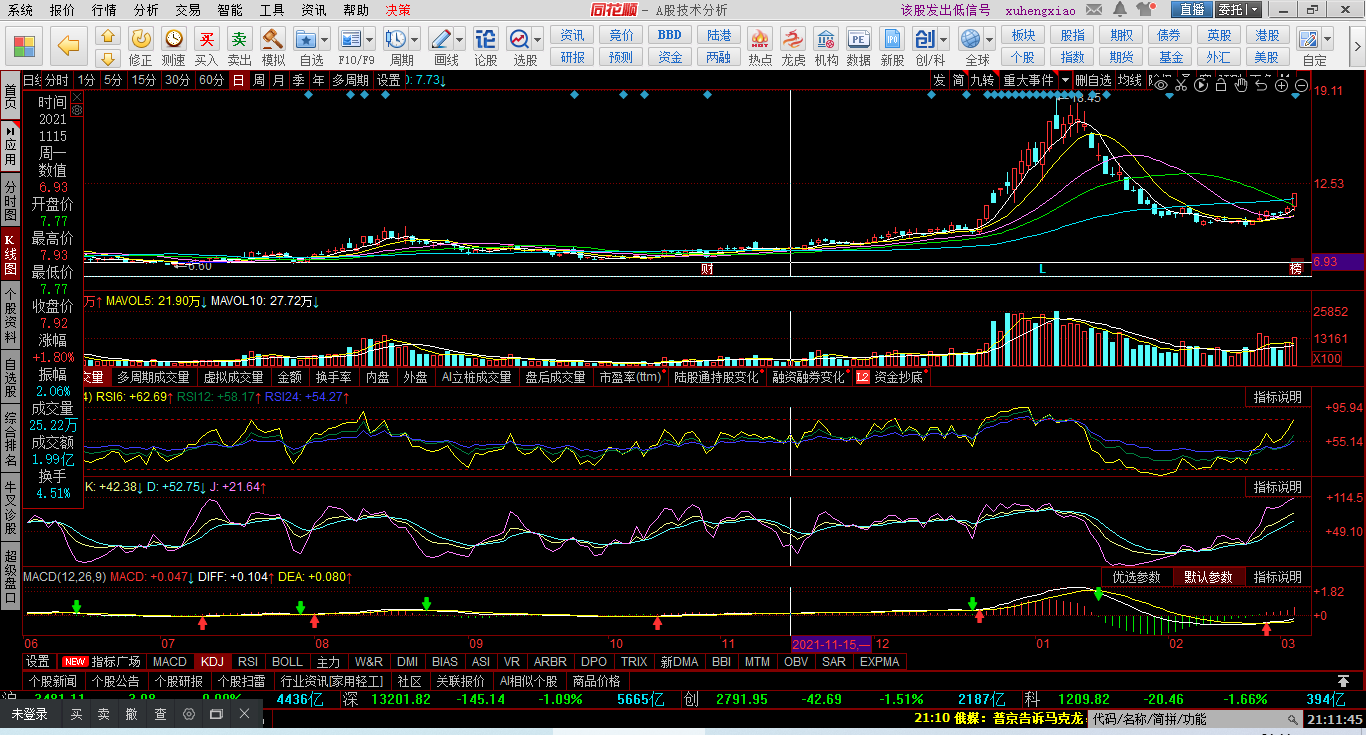 系统 报价 行情 分析 交易 智能 工具 资讯 帮助 决策 同花顺 - A股技术分析 该股发出低信号 xuhengxiao 直播 委托
修正 测速 买入 卖出 模拟 自选 F10/F9 周期 画线 论股 选股 热点 龙虎 机构 数据 新股 创/科 全球 自定
资讯 竞价 BBD 陆港 板块 股指 期权 债券 英股 港股
研报 预测 资金 两融 个股 指数 期货 基金 外汇 美股
日线 分时 1分 5分 15分 30分 60分 日 周 月 季 年 多周期 设置 7.73↓ 发 简 九转 重大事件 删自选 均线
首页
应用
分时图
K线图
个股资料
自选股
综合排名
牛叉诊股
超级盘口
时间
2021
1115
周一
数值
6.93
开盘价
7.77
最高价
7.93
最低价
7.77
收盘价
7.92
涨幅
+1.80%
振幅
2.06%
成交量
25.22万
成交额
1.99亿
换手
4.51%
18.45
19.11
12.53
6.93
6.60
财 L 榜
万↑ MAVOL5: 21.90万↓ MAVOL10: 27.72万↓
25852
13161
X100
交量 多周期成交量 虚拟成交量 金额 换手率 内盘 外盘 AI立桩成交量 盘后成交量 市盈率(ttm) 陆股通持股变化 融资融券变化 L2 资金抄底
4) RSI6: +62.69↑ RSI12: +58.17↑ RSI24: +54.27↑ 指标说明
+95.94
+55.14
K: +42.38↓ D: +52.75↓ J: +21.64↑ 指标说明
+114.5
+49.10
MACD(12,26,9) MACD: +0.047↓ DIFF: +0.104↑ DEA: +0.080↑ 优选参数 默认参数 指标说明
+1.82
+0
06 07 08 09 10 11 2021-11-15,一 12 01 02 03
设置 NEW 指标广场 MACD KDJ RSI BOLL 主力 W&R DMI BIAS ASI VR ARBR DPO TRIX 新DMA BBI MTM OBV SAR EXPMA
个股新闻 个股公告 个股研报 个股扫雷 行业资讯[家用轻工] 社区 关联报价 AI相似个股 商品价格
沪 3481.11 4436亿 深 13201.82 -145.14 -1.09% 5665亿 创 2791.95 -42.69 -1.51% 2187亿 科 1209.82 -20.46 -1.66% 394亿
未登录 买 卖 撤 查 21:10 俄媒: 普京告诉马克龙 代码/名称/简拼/功能 21:11:45